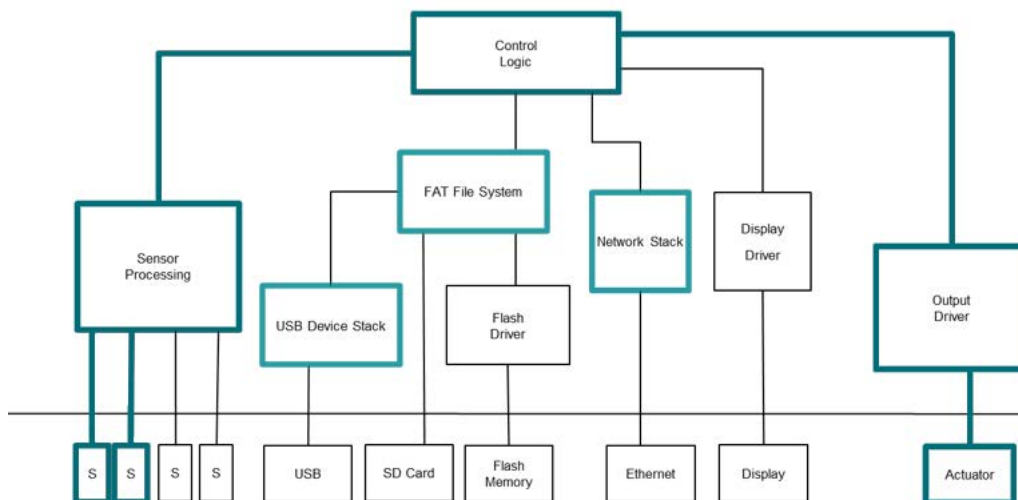 Control
Logic
FAT File System
Sensor
Processing
Network Stack
Display
Driver
USB Device Stack
Flash
Driver
Output
Driver
S
S
S
S
USB
SD Card
Flash
Memory
Ethernet
Display
Actuator